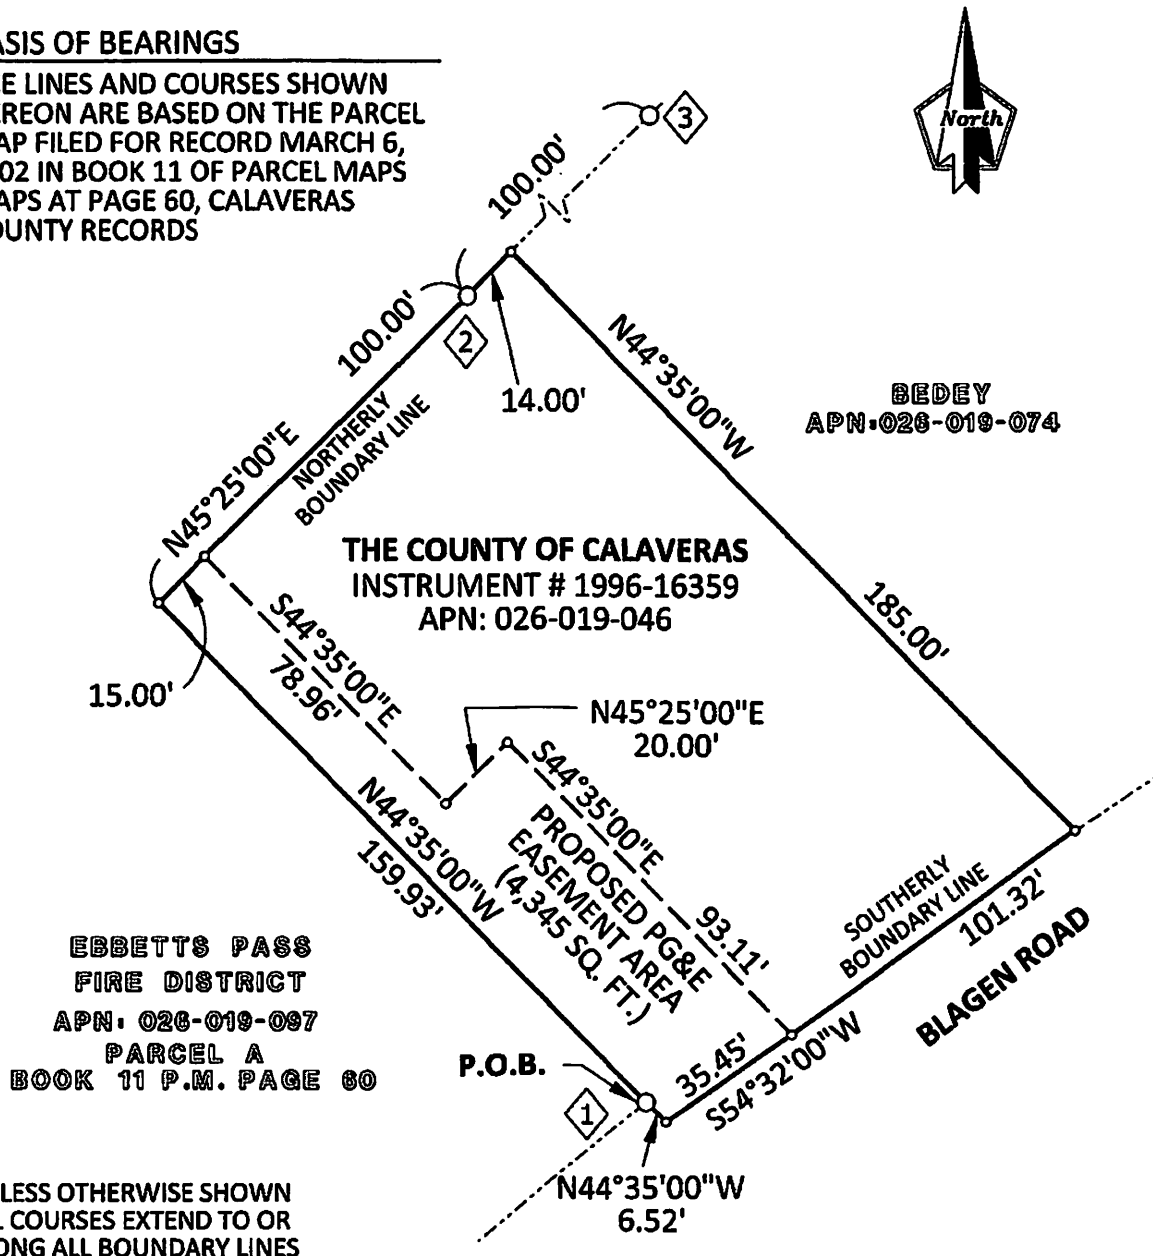 ASIS OF BEARINGS
E LINES AND COURSES SHOWN
EREON ARE BASED ON THE PARCEL
AP FILED FOR RECORD MARCH 6,
02 IN BOOK 11 OF PARCEL MAPS
APS AT PAGE 60, CALAVERAS
OUNTY RECORDS
North
3
100.00'
2
100.00'
14.00'
N45°25'00"E
NORTHERLY
BOUNDARY LINE
N44°35'00"W
185.00'
BEDEY
APN:026-019-074
THE COUNTY OF CALAVERAS
INSTRUMENT # 1996-16359
APN: 026-019-046
15.00'
S44°35'00"E
78.96'
N45°25'00"E
20.00'
S44°35'00"E
93.11'
PROPOSED PG&E
EASEMENT AREA
(4,345 SQ. FT.)
N44°35'00"W
159.93'
SOUTHERLY
BOUNDARY LINE
101.32'
BLAGEN ROAD
EBBETTS PASS
FIRE DISTRICT
APN: 026-019-097
PARCEL A
BOOK 11 P.M. PAGE 60
P.O.B.
1
35.45'
S54°32'00"W
N44°35'00"W
6.52'
LESS OTHERWISE SHOWN
L COURSES EXTEND TO OR
ONG ALL BOUNDARY LINES